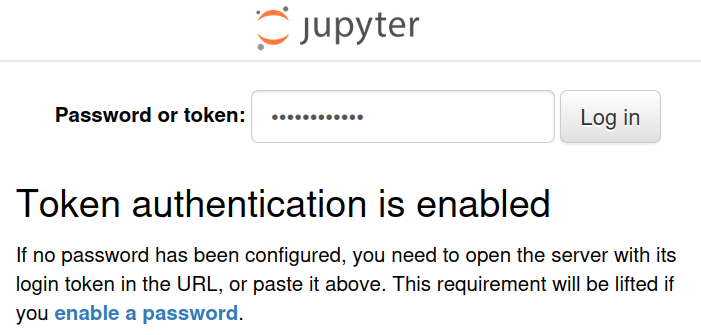 jupyter
Password or token: •••••••••••• Log in
Token authentication is enabled
If no password has been configured, you need to open the server with its
login token in the URL, or paste it above. This requirement will be lifted if
you enable a password.